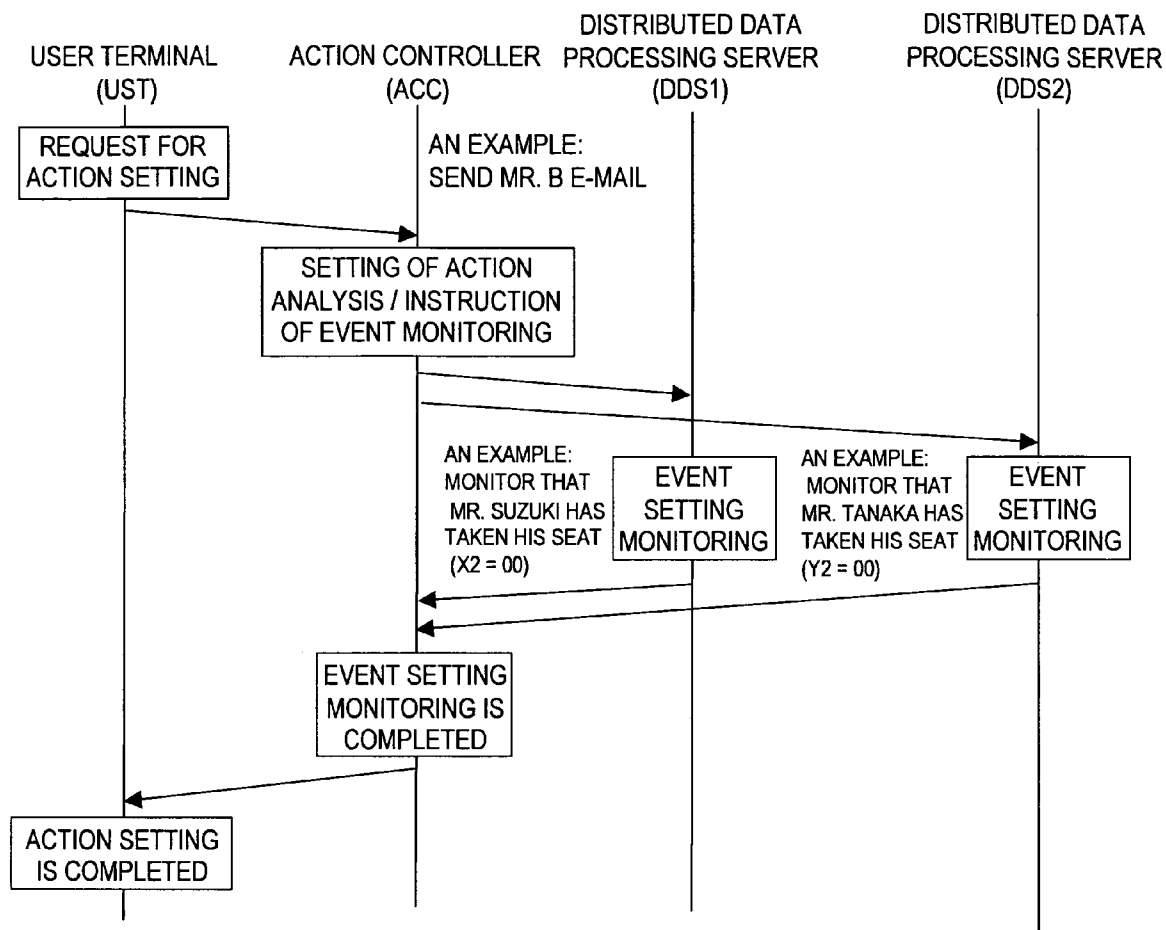 USER TERMINAL
(UST)
ACTION CONTROLLER
(ACC)
DISTRIBUTED DATA
PROCESSING SERVER
(DDS1)
DISTRIBUTED DATA
PROCESSING SERVER
(DDS2)
REQUEST FOR
ACTION SETTING
AN EXAMPLE:
SEND MR. B E-MAIL
SETTING OF ACTION
ANALYSIS / INSTRUCTION
OF EVENT MONITORING
AN EXAMPLE:
MONITOR THAT
MR. SUZUKI HAS
TAKEN HIS SEAT
(X2 = 00)
EVENT
SETTING
MONITORING
AN EXAMPLE:
MONITOR THAT
MR. TANAKA HAS
TAKEN HIS SEAT
(Y2 = 00)
EVENT
SETTING
MONITORING
EVENT SETTING
MONITORING IS
COMPLETED
ACTION SETTING
IS COMPLETED